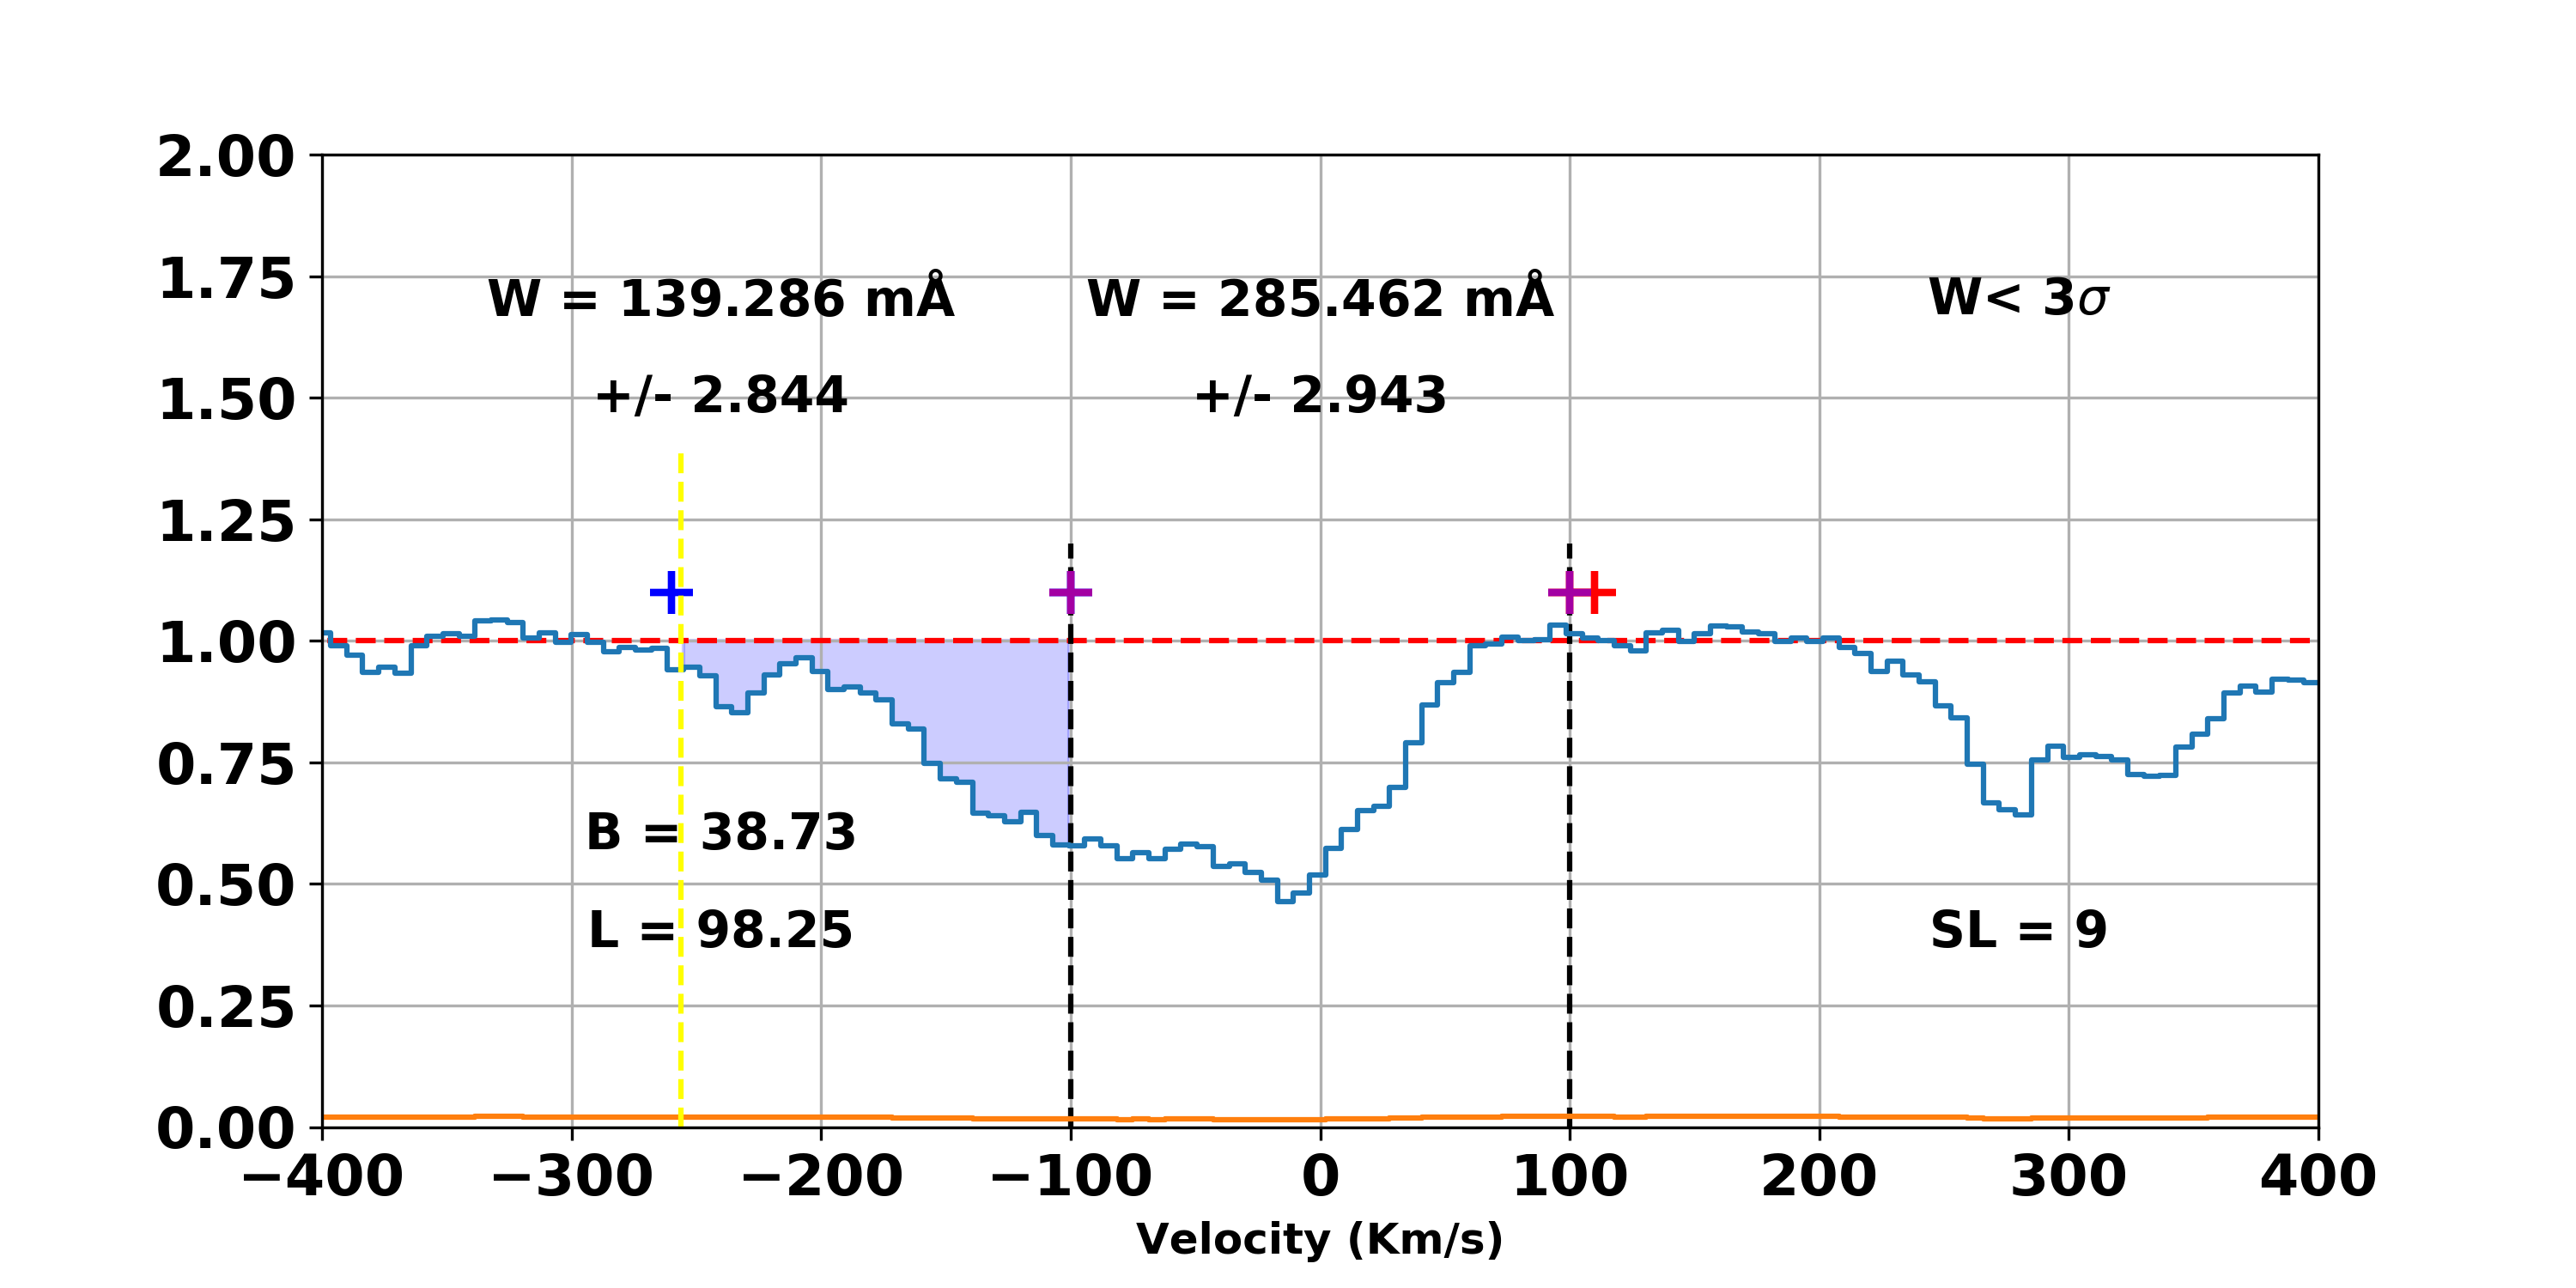 2.00
1.75
W = 139.286 mÅ W = 285.462 mÅ W< 3σ
1.50
+/- 2.844 +/- 2.943
1.25
1.00
0.75
B = 38.73
0.50
L = 98.25 SL = 9
0.25
0.00
−400 −300 −200 −100 0 100 200 300 400
Velocity (Km/s)